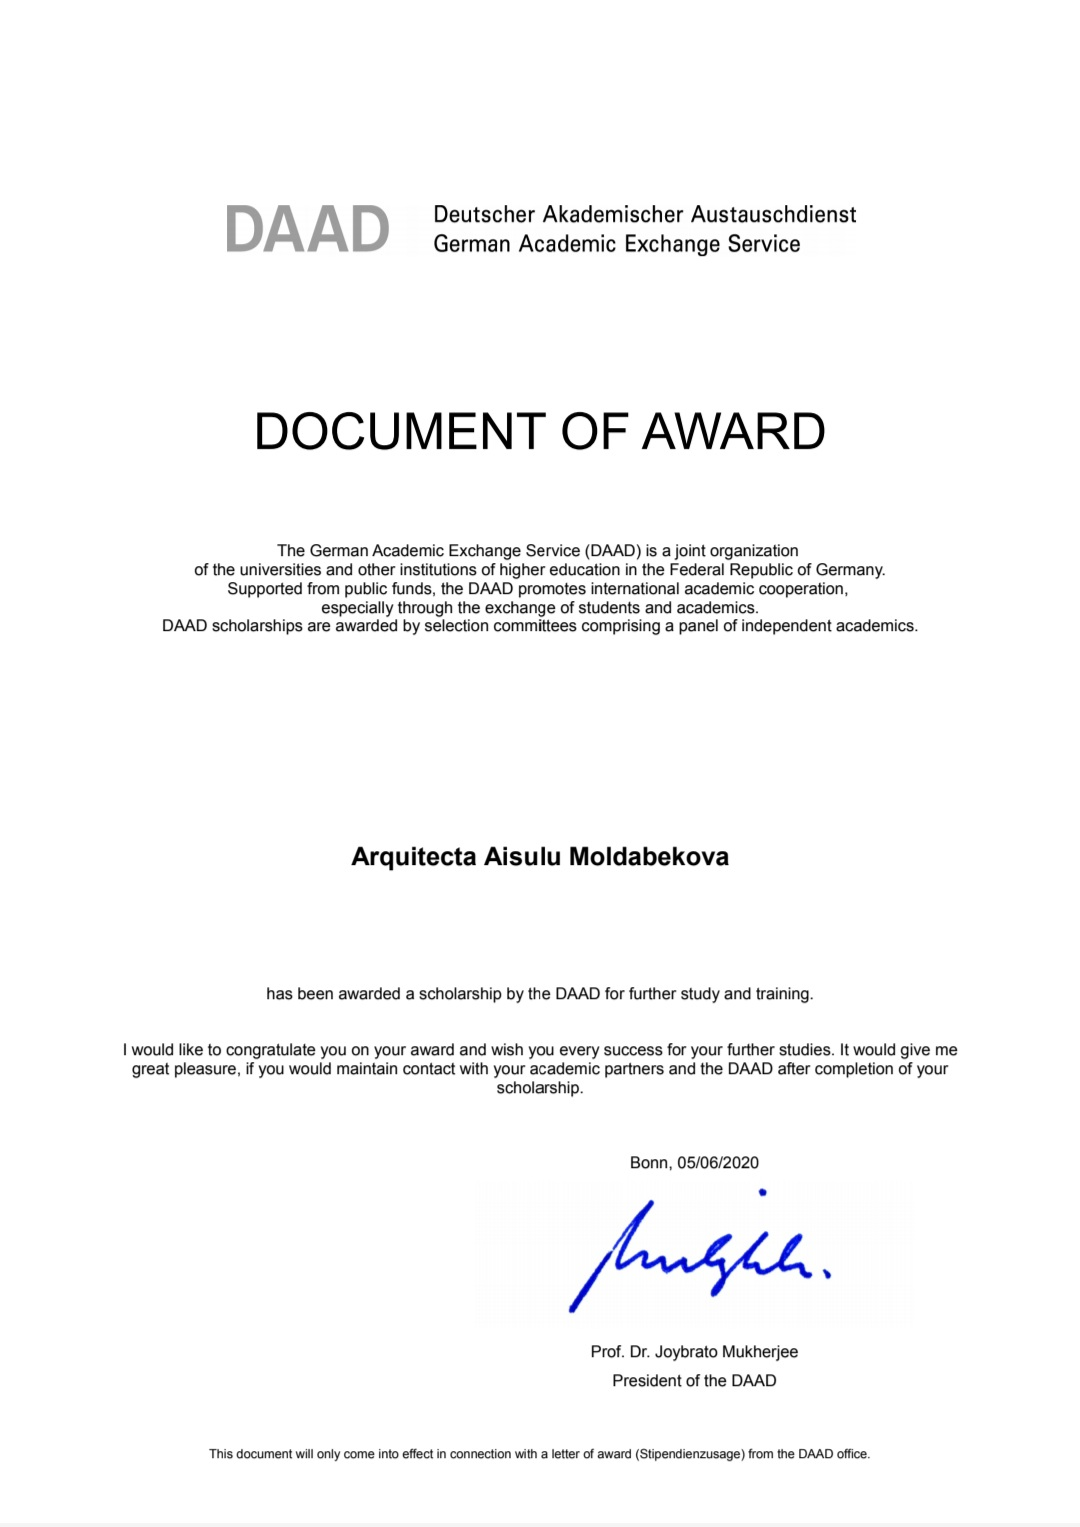 DAAD
Deutscher Akademischer Austauschdienst
German Academic Exchange Service
DOCUMENT OF AWARD
The German Academic Exchange Service (DAAD) is a joint organization
of the universities and other institutions of higher education in the Federal Republic of Germany.
Supported from public funds, the DAAD promotes international academic cooperation,
especially through the exchange of students and academics.
DAAD scholarships are awarded by selection committees comprising a panel of independent academics.
Arquitecta Aisulu Moldabekova
has been awarded a scholarship by the DAAD for further study and training.
I would like to congratulate you on your award and wish you every success for your further studies. It would give me
great pleasure, if you would maintain contact with your academic partners and the DAAD after completion of your
scholarship.
Bonn, 05/06/2020
Prof. Dr. Joybrato Mukherjee
President of the DAAD
This document will only come into effect in connection with a letter of award (Stipendienzusage) from the DAAD office.